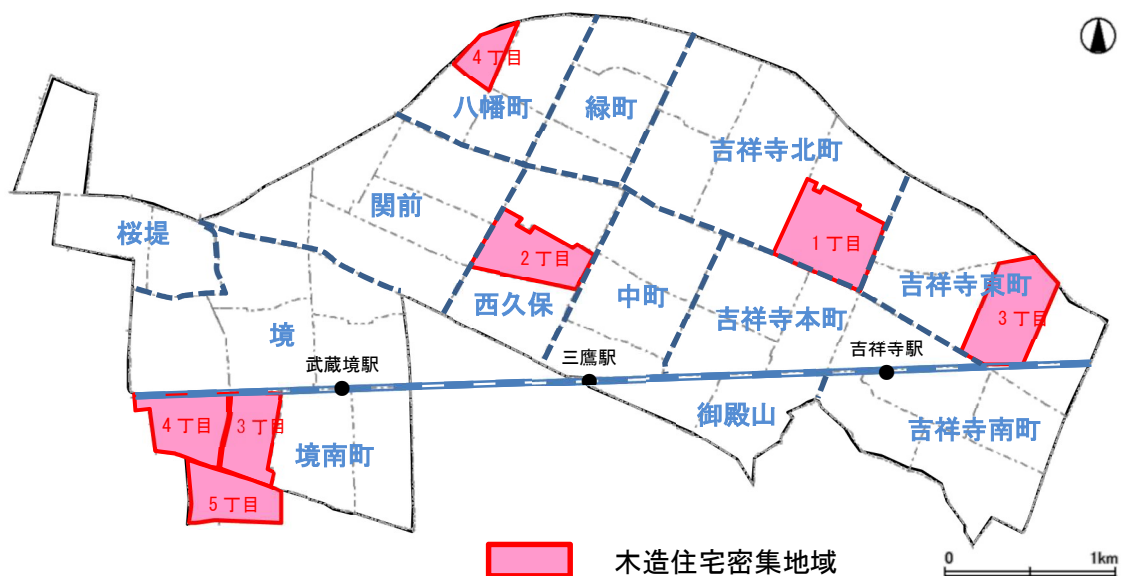 4丁目
八幡町
緑町
吉祥寺北町
関前
桜堤
1丁目
2丁目
吉祥寺東町
3丁目
西久保
中町
吉祥寺本町
境
武蔵境駅
三鷹駅
吉祥寺駅
4丁目
3丁目
境南町
御殿山
吉祥寺南町
5丁目
木造住宅密集地域
0 1km